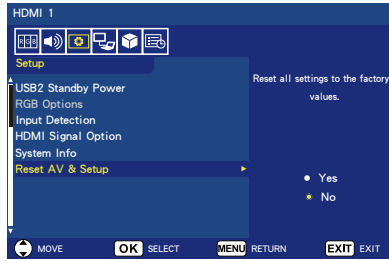 HDMI 1
RGB
Setup
USB2 Standby Power
RGB Options
Input Detection
HDMI Signal Option
System Info
Reset AV & Setup
Reset all settings to the factory
values.
Yes
No
MOVE OK SELECT MENU RETURN EXIT EXIT